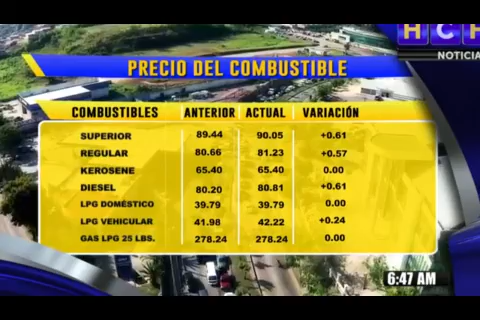 HCH
NOTICIA
PRECIO DEL COMBUSTIBLE
COMBUSTIBLES ANTERIOR ACTUAL VARIACIÓN
SUPERIOR 89.44 90.05 +0.61
REGULAR 80.66 81.23 +0.57
KEROSENE 65.40 65.40 0.00
DIESEL 80.20 80.81 +0.61
LPG DOMÉSTICO 39.79 39.79 0.00
LPG VEHICULAR 41.98 42.22 +0.24
GAS LPG 25 LBS. 278.24 278.24 0.00
6:47 AM